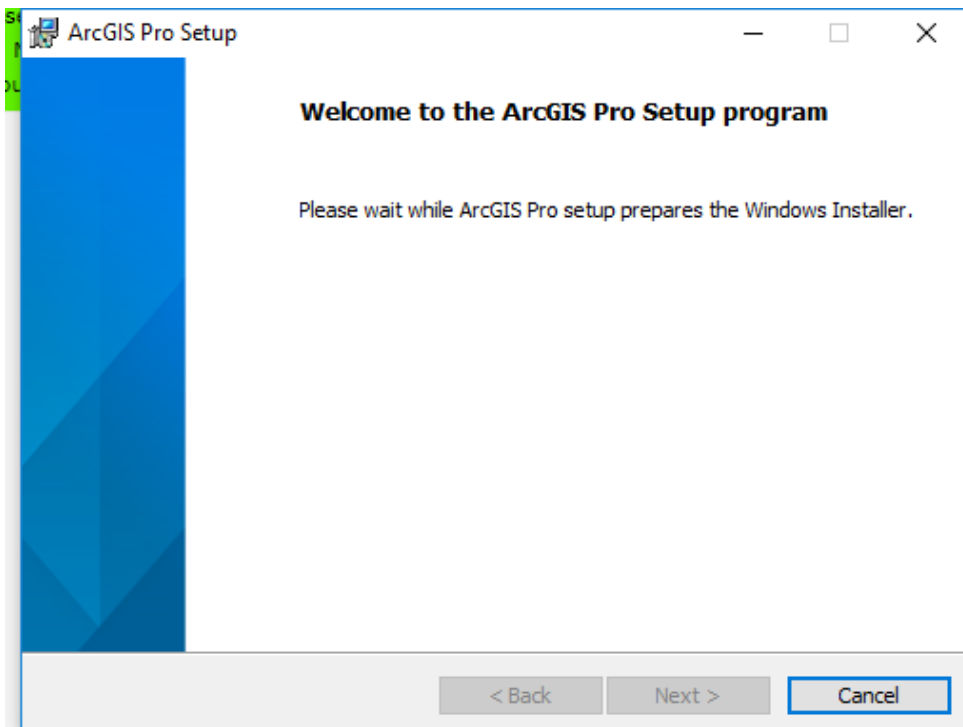 ArcGIS Pro Setup
Welcome to the ArcGIS Pro Setup program
Please wait while ArcGIS Pro setup prepares the Windows Installer.
< Back
Next >
Cancel